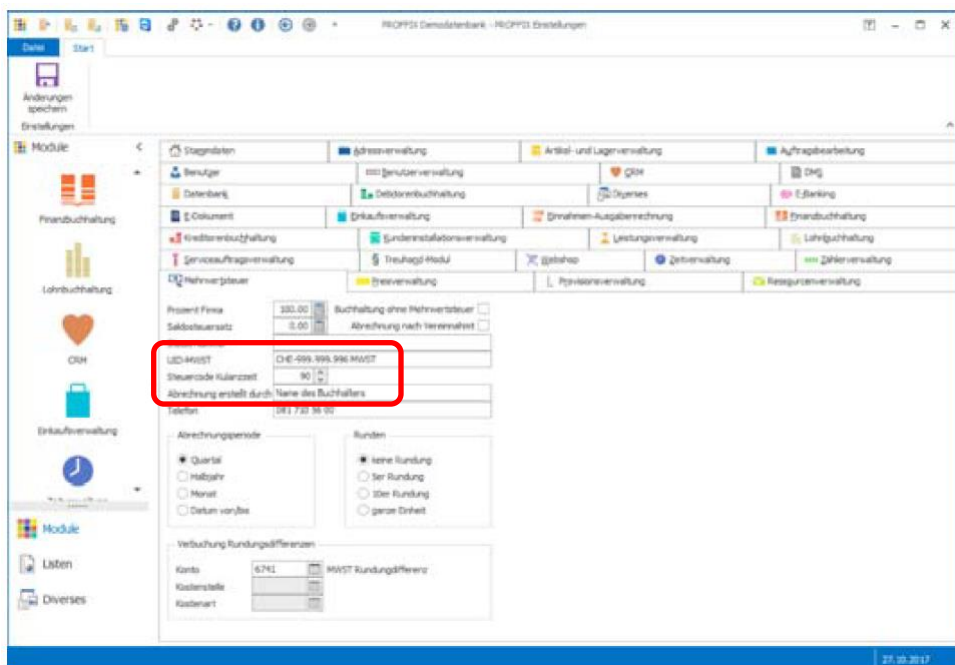 PROFFIX Demodatenbank - PROFFIX Einstellungen
Datei Start
Änderungen
speichern
Einstellungen
Module
Finanzbuchhaltung
Lohnbuchhaltung
CRM
Einkaufsverwaltung
Module
Listen
Diverses
Stammdaten Adressverwaltung Artikel- und Lagerverwaltung Auftragsbearbeitung
Benutzer Benutzerverwaltung CRM DMS
Datenbank Debitorenbuchhaltung Diverses E-Banking
E-Dokument Einkaufsverwaltung Einnahmen-Ausgabenrechnung Finanzbuchhaltung
Kreditorenbuchhaltung Kundeninstallationsverwaltung Leistungsverwaltung Lohnbuchhaltung
Serviceauftragsverwaltung Treuhand-Modul Webshop Zeitverwaltung Zählerverwaltung
Mehrwertsteuer Preisverwaltung Provisionsverwaltung Ressourcenverwaltung
Prozent Firma 100.00 Buchhaltung ohne Mehrwertsteuer
Saldosteuersatz 0.00 Abrechnung nach Vereinnahmt
UID-MWST CHE-999.999.996 MWST
Steuercode Kulanzzeit 90
Abrechnung erstellt durch Name des Buchhalters
Telefon 081 710 56 00
Abrechnungsperiode Runden
Quartal keine Rundung
Halbjahr 5er Rundung
Monat 10er Rundung
Datum von/bis ganze Einheit
Verbuchung Rundungsdifferenzen
Konto 6741 MWST Rundungdifferenz
Kostenstelle
Kostenart
27.10.2017